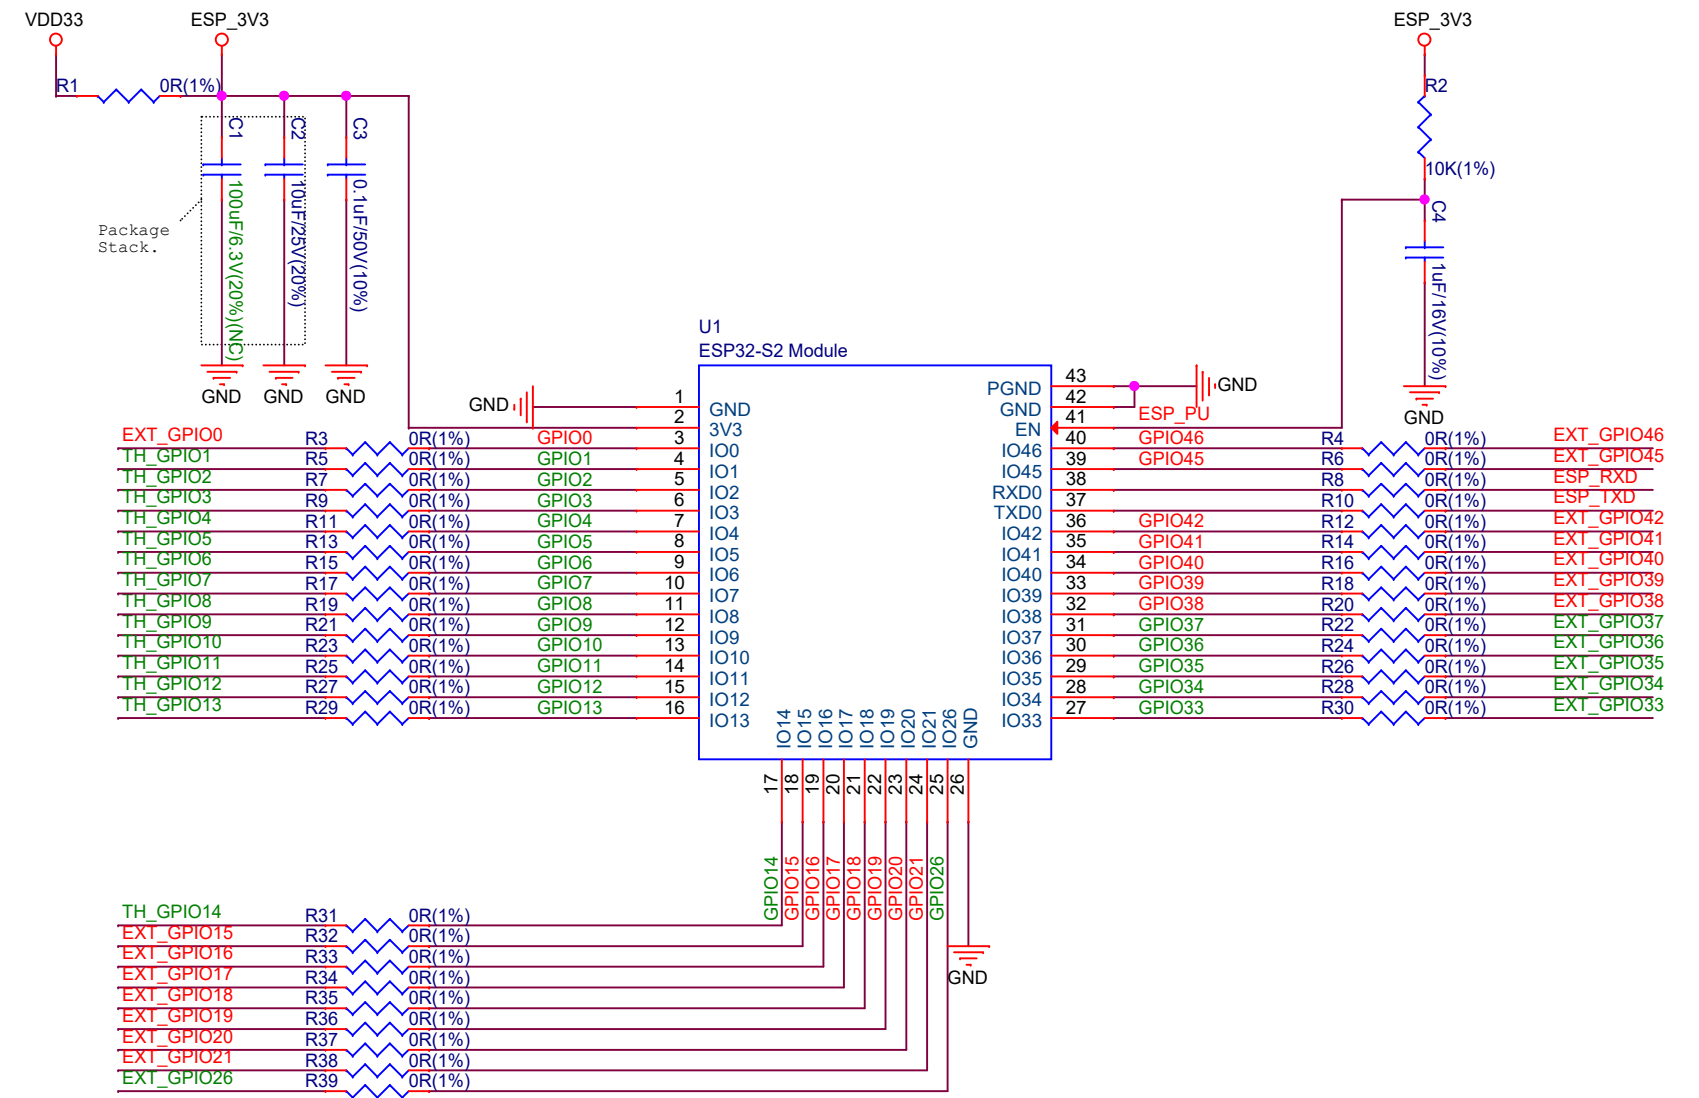 VDD33
ESP_3V3
ESP_3V3
R1
0R(1%)
R2
10K(1%)
C1
100uF/6.3V(20%)(NC)
C2
10uF/25V(20%)
C3
0.1uF/50V(10%)
C4
1uF/16V(10%)
Package
Stack.
GND
GND
GND
GND
U1
ESP32-S2 Module
GND
1
GND
2
3V3
EXT_GPIO0
R3
0R(1%)
GPIO0
3
IO0
TH_GPIO1
R5
0R(1%)
GPIO1
4
IO1
TH_GPIO2
R7
0R(1%)
GPIO2
5
IO2
TH_GPIO3
R9
0R(1%)
GPIO3
6
IO3
TH_GPIO4
R11
0R(1%)
GPIO4
7
IO4
TH_GPIO5
R13
0R(1%)
GPIO5
8
IO5
TH_GPIO6
R15
0R(1%)
GPIO6
9
IO6
TH_GPIO7
R17
0R(1%)
GPIO7
10
IO7
TH_GPIO8
R19
0R(1%)
GPIO8
11
IO8
TH_GPIO9
R21
0R(1%)
GPIO9
12
IO9
TH_GPIO10
R23
0R(1%)
GPIO10
13
IO10
TH_GPIO11
R25
0R(1%)
GPIO11
14
IO11
TH_GPIO12
R27
0R(1%)
GPIO12
15
IO12
TH_GPIO13
R29
0R(1%)
GPIO13
16
IO13
PGND
43
GND
GND
42
EN
41
ESP_PU
IO46
40
GPIO46
R4
0R(1%)
EXT_GPIO46
IO45
39
GPIO45
R6
0R(1%)
EXT_GPIO45
RXD0
38
R8
0R(1%)
ESP_RXD
TXD0
37
R10
0R(1%)
ESP_TXD
IO42
36
GPIO42
R12
0R(1%)
EXT_GPIO42
IO41
35
GPIO41
R14
0R(1%)
EXT_GPIO41
IO40
34
GPIO40
R16
0R(1%)
EXT_GPIO40
IO39
33
GPIO39
R18
0R(1%)
EXT_GPIO39
IO38
32
GPIO38
R20
0R(1%)
EXT_GPIO38
IO37
31
GPIO37
R22
0R(1%)
EXT_GPIO37
IO36
30
GPIO36
R24
0R(1%)
EXT_GPIO36
IO35
29
GPIO35
R26
0R(1%)
EXT_GPIO35
IO34
28
GPIO34
R28
0R(1%)
EXT_GPIO34
IO33
27
GPIO33
R30
0R(1%)
EXT_GPIO33
IO14
IO15
IO16
IO17
IO18
IO19
IO20
IO21
IO26
GND
17
18
19
20
21
22
23
24
25
26
GPIO14
GPIO15
GPIO16
GPIO17
GPIO18
GPIO19
GPIO20
GPIO21
GPIO26
GND
TH_GPIO14
R31
0R(1%)
EXT_GPIO15
R32
0R(1%)
EXT_GPIO16
R33
0R(1%)
EXT_GPIO17
R34
0R(1%)
EXT_GPIO18
R35
0R(1%)
EXT_GPIO19
R36
0R(1%)
EXT_GPIO20
R37
0R(1%)
EXT_GPIO21
R38
0R(1%)
EXT_GPIO26
R39
0R(1%)